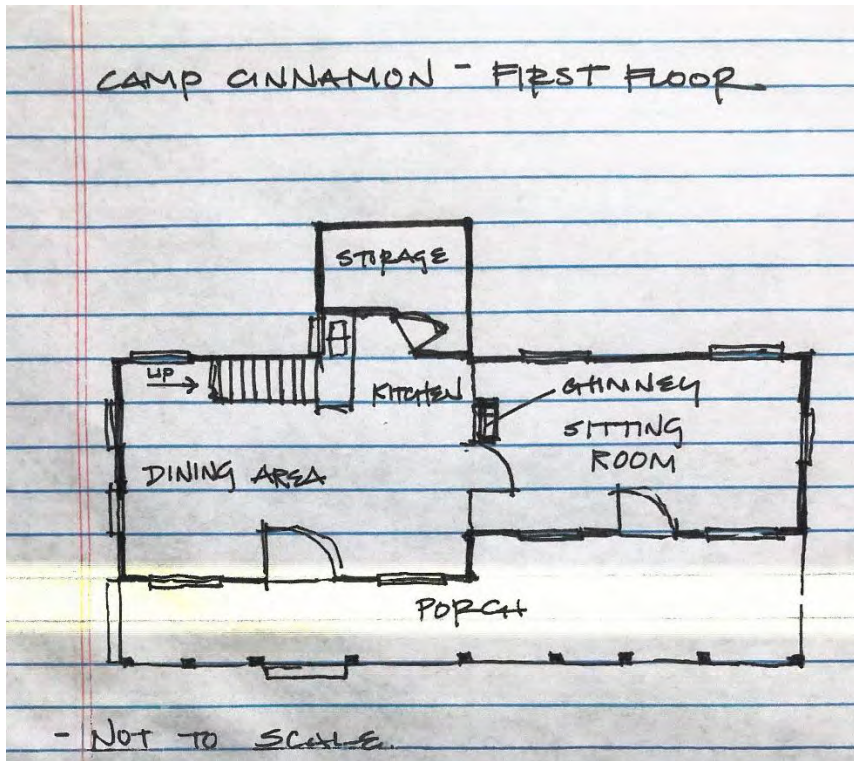 CAMP CINNAMON - FIRST FLOOR
STORAGE
UP
KITCHEN
CHIMNEY
SITTING
ROOM
DINING AREA
PORCH
- NOT TO SCALE.